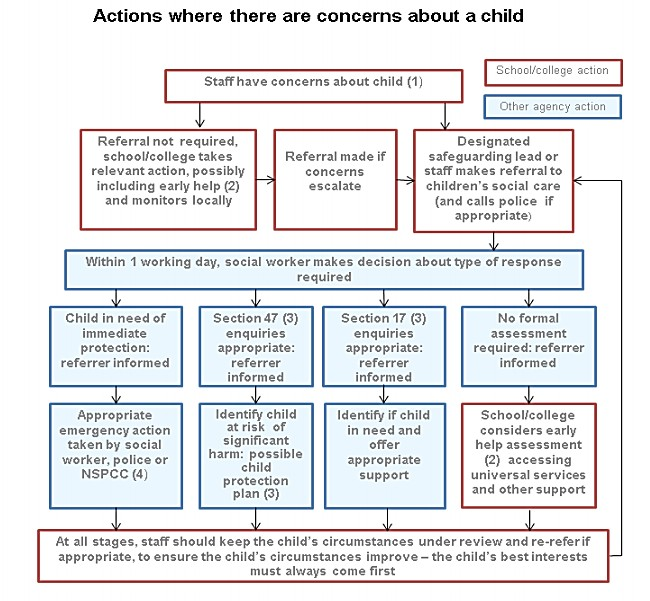 Actions where there are concerns about a child
School/college action
Other agency action
Staff have concerns about child (1)
Referral not required,
school/college takes
relevant action, possibly
including early help (2)
and monitors locally
Referral made if
concerns
escalate
Designated
safeguarding lead or
staff makes referral to
children's social care
(and calls police if
appropriate)
Within 1 working day, social worker makes decision about type of response
required
Child in need of
immediate
protection:
referrer informed
Section 47 (3)
enquiries
appropriate:
referrer
informed
Section 17 (3)
enquiries
appropriate:
referrer
informed
No formal
assessment
required: referrer
informed
Appropriate
emergency action
taken by social
worker, police or
NSPCC (4)
Identify child
at risk of
significant
harm: possible
child
protection
plan (3)
Identify if child
in need and
offer
appropriate
support
School/college
considers early
help assessment
(2) accessing
universal services
and other support
At all stages, staff should keep the child's circumstances under review and re-refer if
appropriate, to ensure the child's circumstances improve – the child's best interests
must always come first